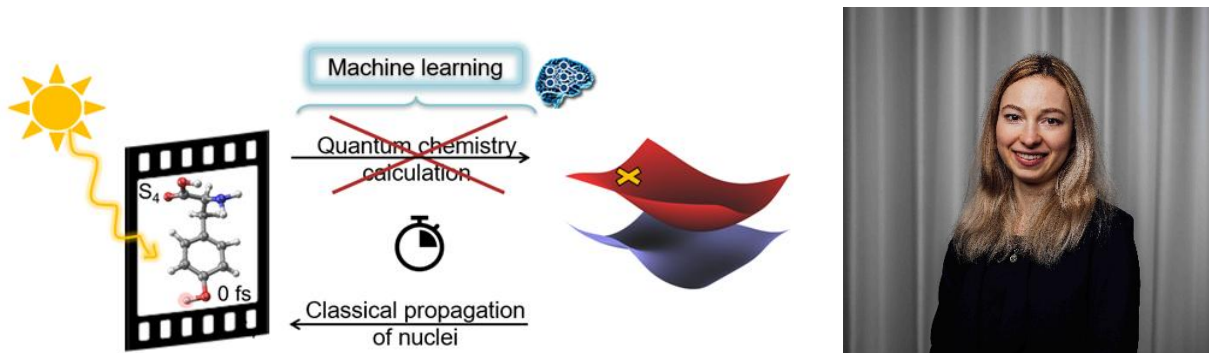 Machine learning
Quantum chemistry
calculation
S₄
0 fs
Classical propagation
of nuclei